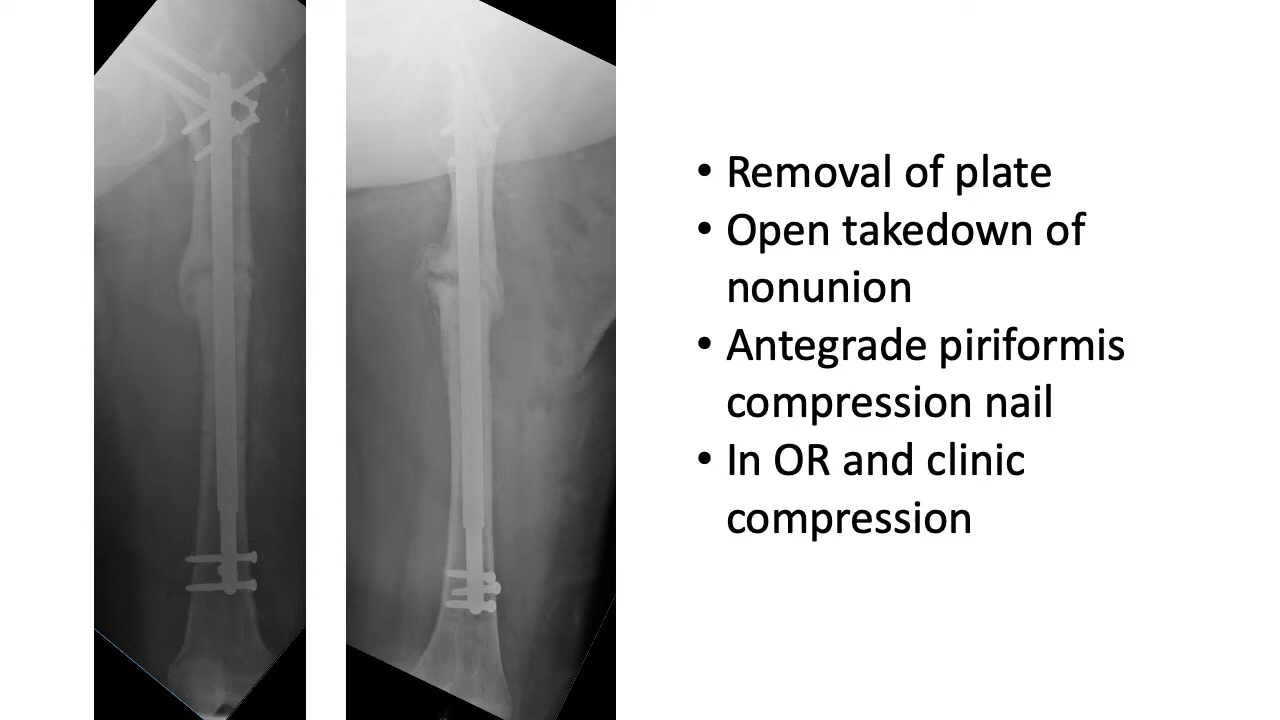 • Removal of plate
• Open takedown of
nonunion
• Antegrade piriformis
compression nail
• In OR and clinic
compression